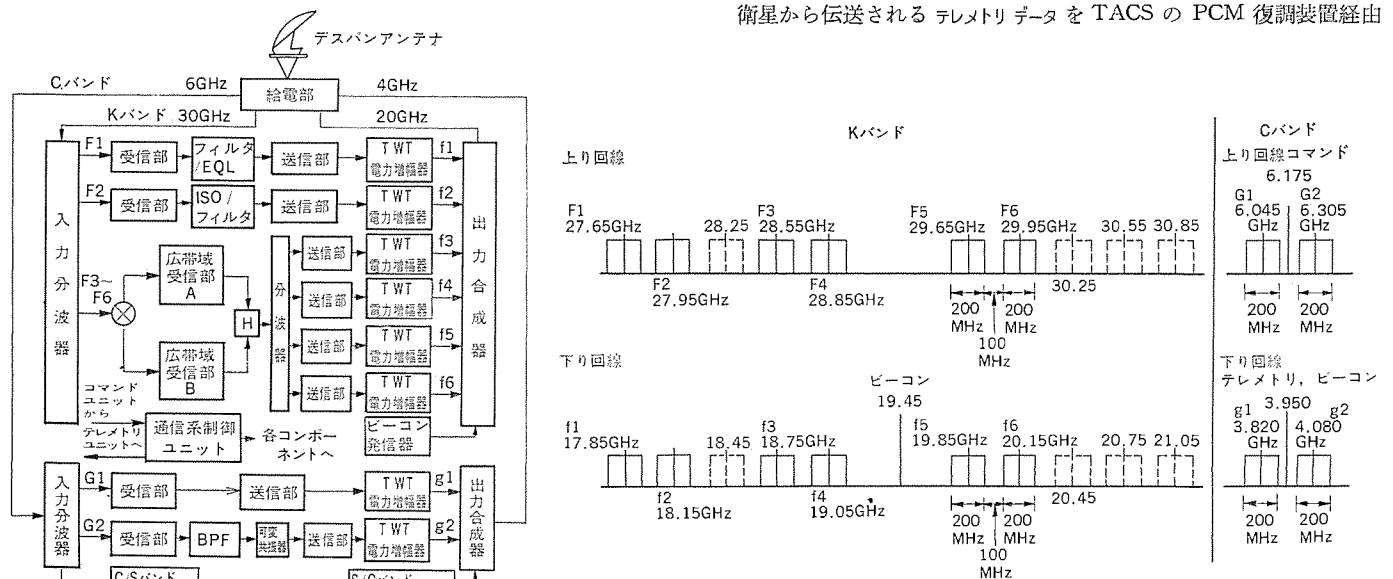 衛星から伝送される テレメトリ データ を TACS の PCM 復調装置経由
デスパンアンテナ
Cバンド
6GHz
給電部
4GHz
Kバンド 30GHz
20GHz
入力分波器
F1
受信部
フィルタ
/EQL
送信部
TWT
電力増幅器
f1
F2
受信部
ISO/
フィルタ
送信部
TWT
電力増幅器
f2
F3~
F6
広帯域
受信部
A
広帯域
受信部
B
H
分波器
送信部
TWT
電力増幅器
f3
送信部
TWT
電力増幅器
f4
送信部
TWT
電力増幅器
f5
送信部
TWT
電力増幅器
f6
出力合成器
コマンド
ユニット
から
テレメトリ
ユニットへ
通信系制御
ユニット
各コンポー
ネントへ
ビーコン
発信器
入力分波器
G1
受信部
送信部
TWT
電力増幅器
g1
G2
受信部
BPF
可変
共振器
送信部
TWT
電力増幅器
g2
出力合成器
C/Sバンド
S/Cバンド
Kバンド
上り回線
F1
27.65GHz
F2
27.95GHz
28.25
F3
28.55GHz
F4
28.85GHz
F5
29.65GHz
F6
29.95GHz
30.25
30.55
30.85
200
MHz
100
MHz
200
MHz
下り回線
f1
17.85GHz
f2
18.15GHz
18.45
f3
18.75GHz
f4
19.05GHz
ビーコン
19.45
f5
19.85GHz
f6
20.15GHz
20.45
20.75
21.05
200
MHz
100
MHz
200
MHz
Cバンド
上り回線コマンド
6.175
G1
6.045
GHz
G2
6.305
GHz
200
MHz
200
MHz
下り回線
テレメトリ, ビーコン
3.950
g1
3.820
GHz
g2
4.080
GHz
200
MHz
200
MHz